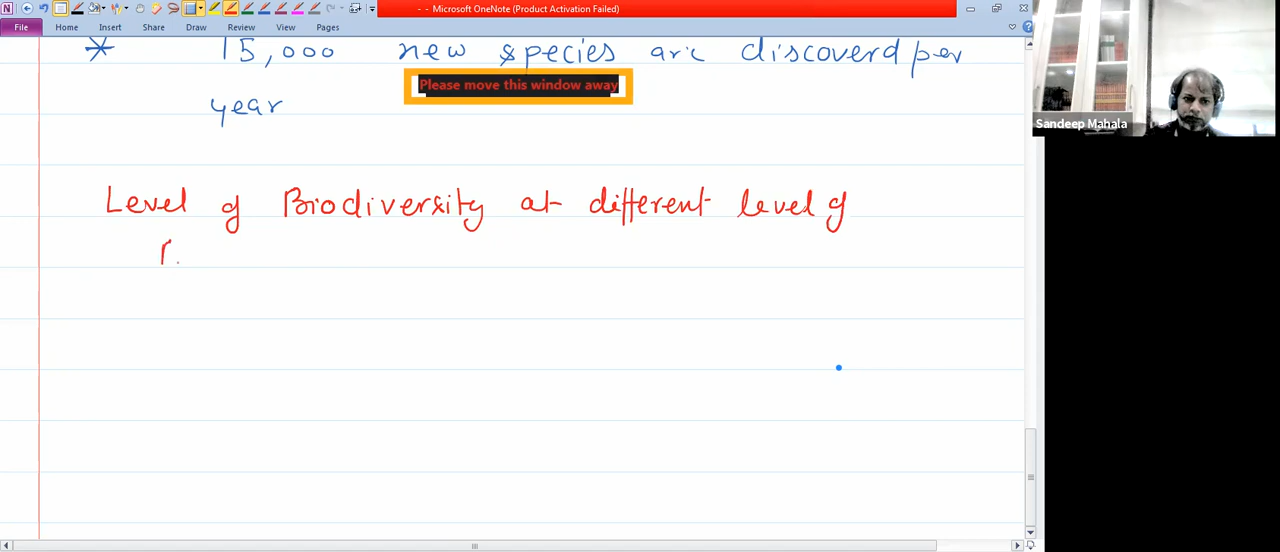 - - Microsoft OneNote (Product Activation Failed)
File Home Insert Share Draw Review View Pages
* 15,000 new species are discoverd per
Please move this window away
year
Sandeep Mahala
Level of Biodiversity at different level of